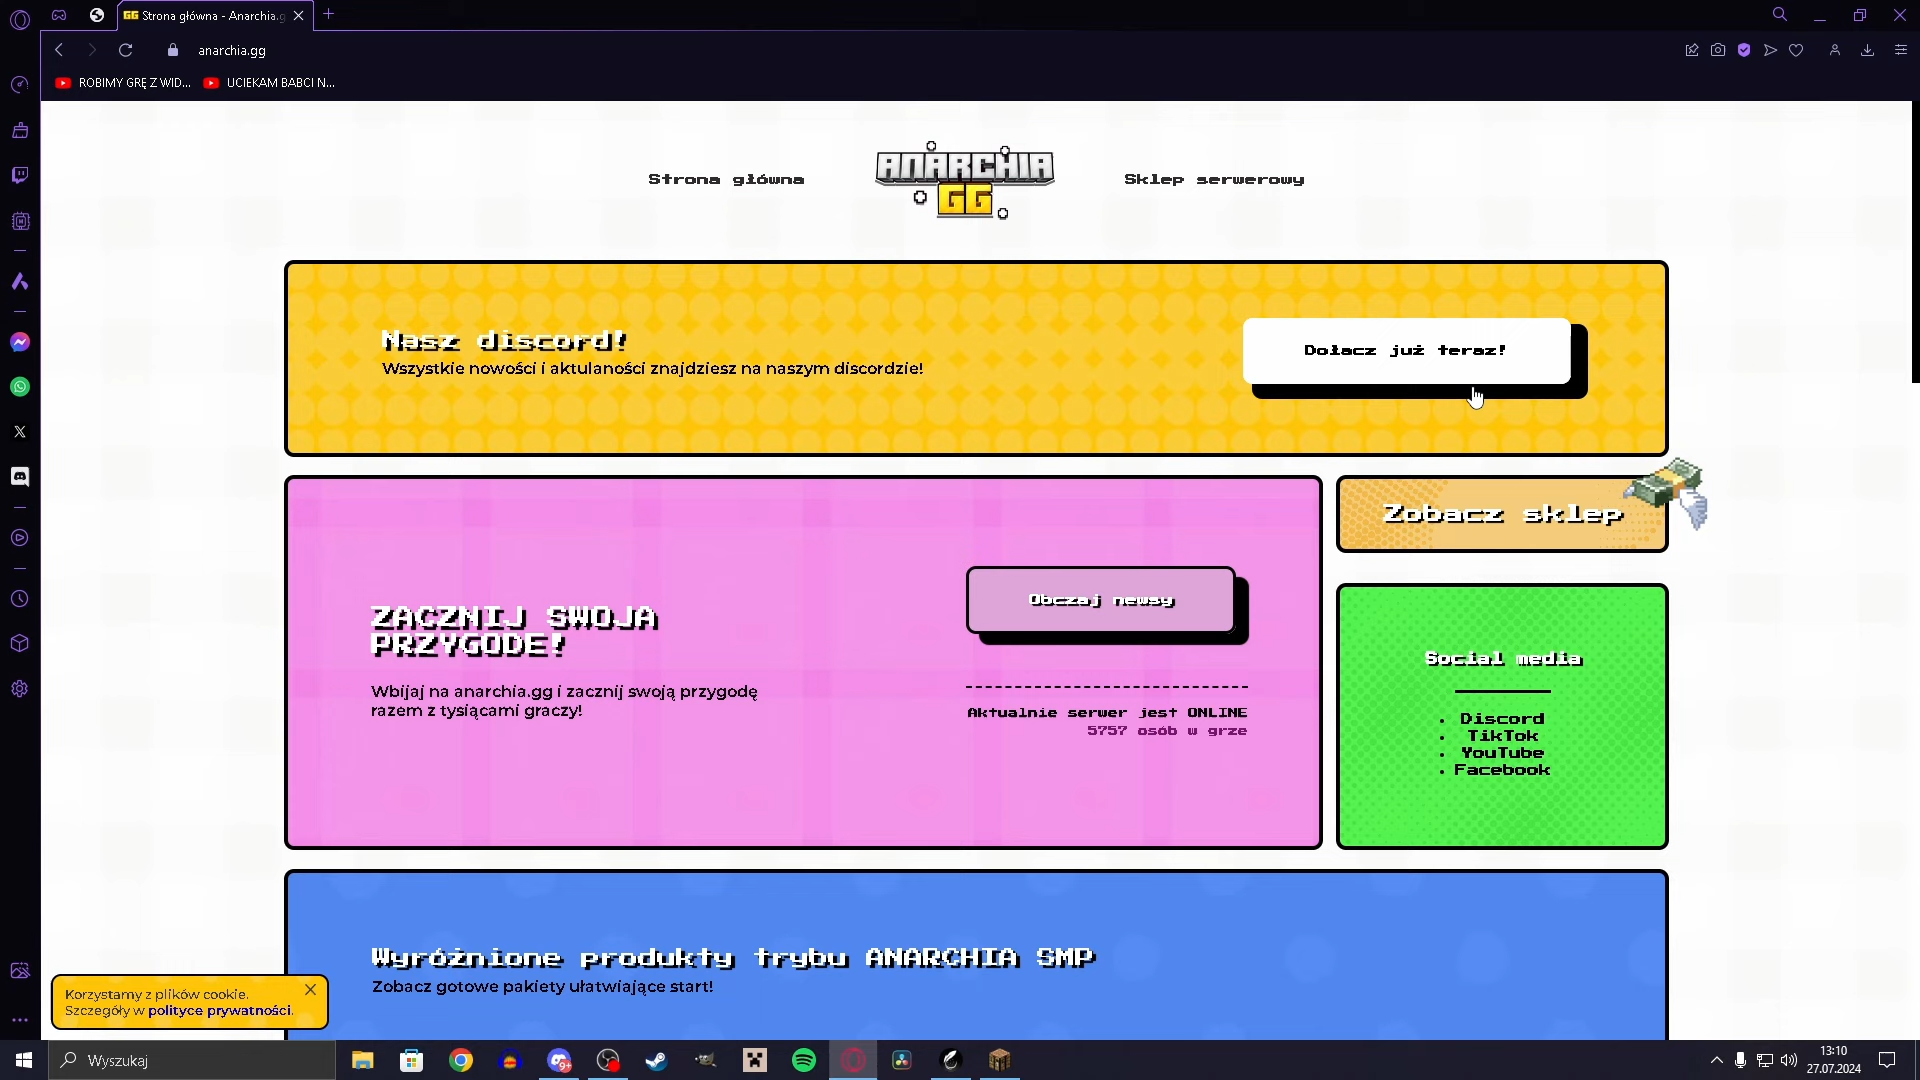 Strona główna - Anarchia.g
anarchia.gg
ROBIMY GRĘ Z WID...
UCIEKAM BABCI N...
Strona główna
ANARCHIA
GG
Sklep serwerowy
Nasz discord!
Wszystkie nowości i aktulaności znajdziesz na naszym discordzie!
Dołacz już teraz!
ZACZNIJ SWOJA
PRZYGODE!
Wbijaj na anarchia.gg i zacznij swoją przygodę
razem z tysiącami graczy!
Obczaj newsy
Aktualnie serwer jest ONLINE
5757 osób w grze
Zobacz sklep
Social media
Discord
TikTok
YouTube
Facebook
Wyróżnione produkty trybu ANARCHIA SMP
Zobacz gotowe pakiety ułatwiające start!
Korzystamy z plików cookie.
Szczegóły w polityce prywatności.
Wyszukaj
9+
13:10
27.07.2024